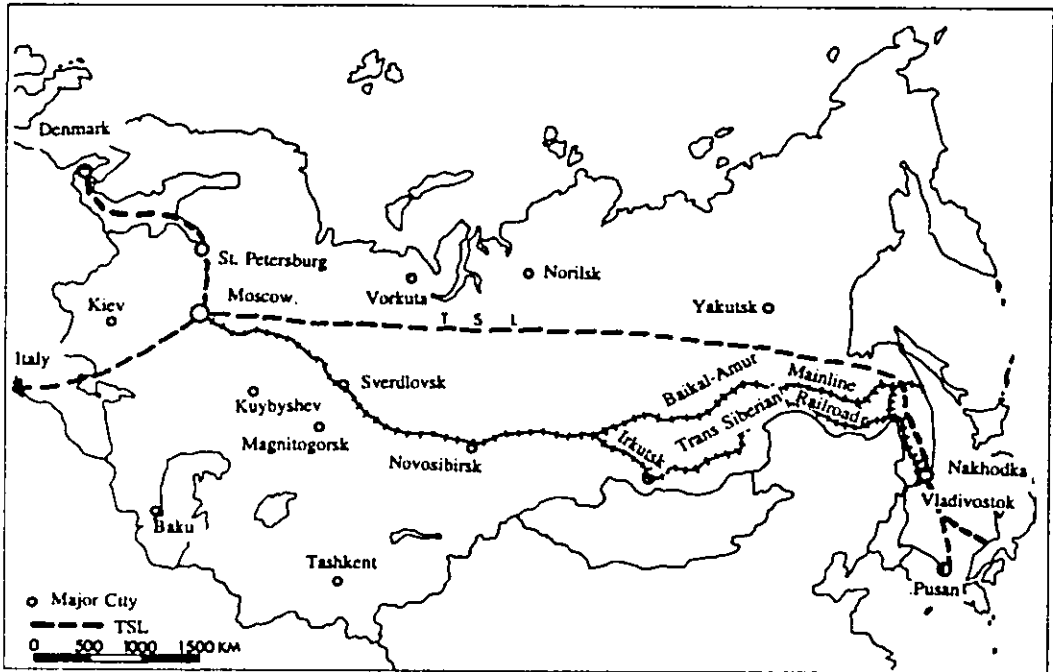 Denmark
St. Petersburg
Norilsk
Vorkuta
Yakutsk
Moscow.
Kiev
T S L
Italy
Sverdlovsk
Kuybyshev
Magnitogorsk
Baikal-Amur Mainline
Trans Siberian Railroad
Irkutsk
Novosibirsk
Nakhodka
Vladivostok
Baku
Tashkent
Pusan
Major City
TSL
0 500 1000 1500 KM